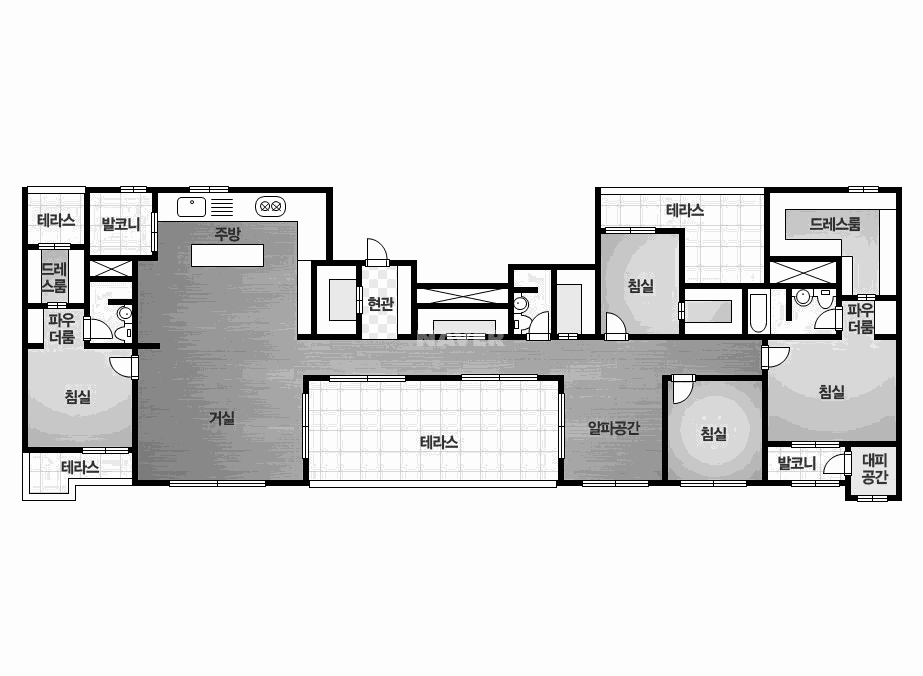 테라스
발코니
주방
테라스
드레스룸
드레
스룸
침실
현관
파우
더룸
파우
더룸
NAVER
침실
침실
거실
테라스
알파공간
침실
테라스
발코니
대피
공간